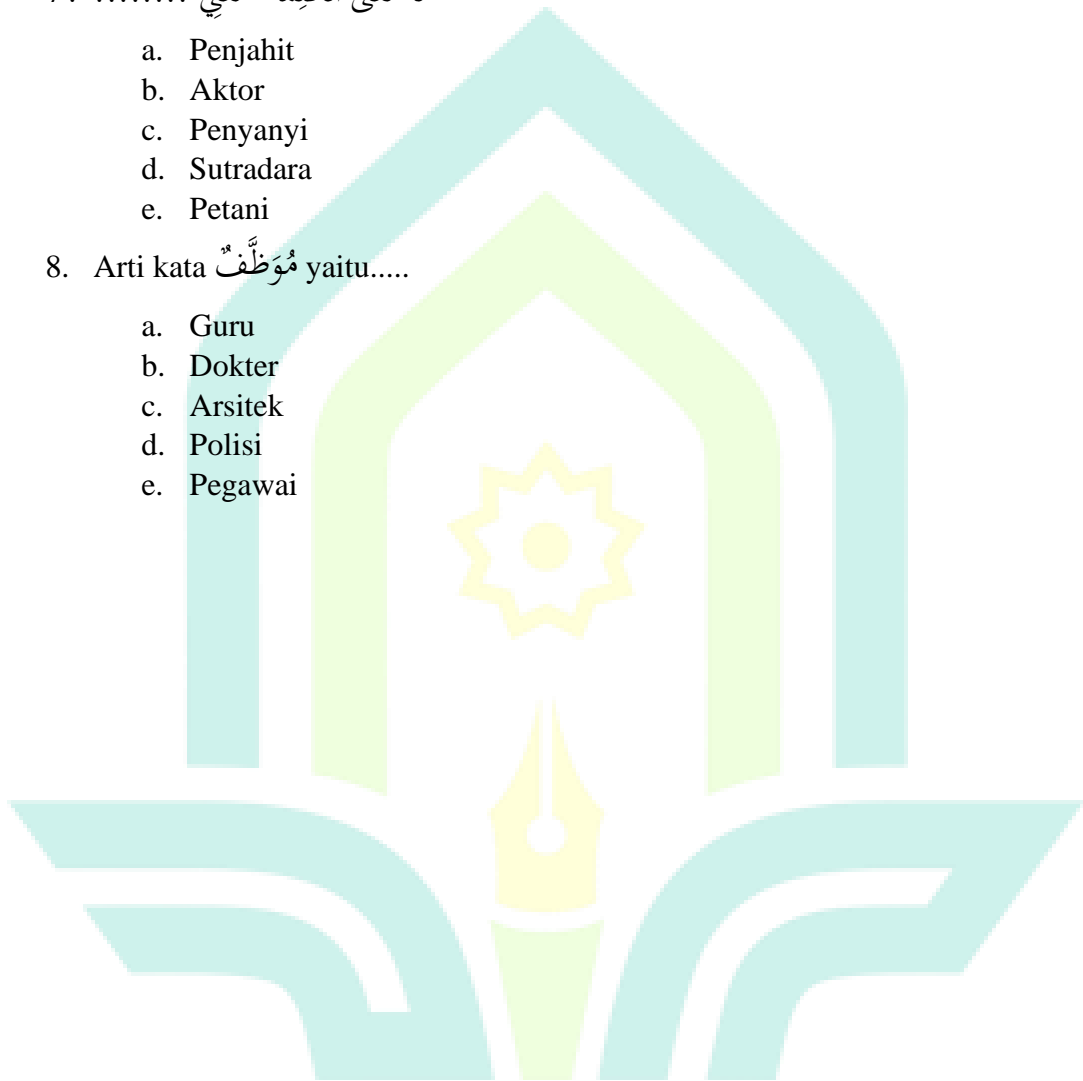 a. Penjahit
b. Aktor
c. Penyanyi
d. Sutradara
e. Petani
8. Arti kata مُوَظَّفٌ yaitu.....
a. Guru
b. Dokter
c. Arsitek
d. Polisi
e. Pegawai